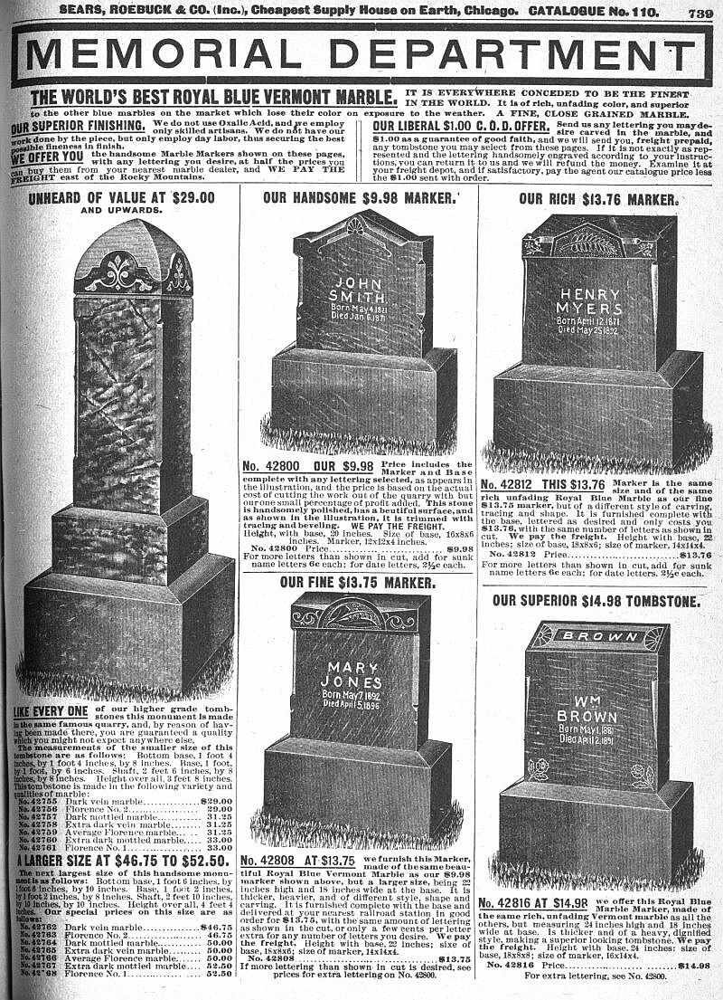 SEARS, ROEBUCK & CO. (Inc.), Cheapest Supply House on Earth, Chicago. CATALOGUE No. 110. 739
MEMORIAL DEPARTMENT
THE WORLD'S BEST ROYAL BLUE VERMONT MARBLE. IT IS EVERYWHERE CONCEDED TO BE THE FINEST
IN THE WORLD. It is of rich, unfading color, and superior
to the other blue marbles on the market which lose their color on exposure to the weather. A FINE, CLOSE GRAINED MARBLE.
OUR SUPERIOR FINISHING. We do not use Oxalic Acid, and we employ
only skilled artisans. We do not have our
work done by the piece, but only employ day labor, thus securing the best
possible fineness in finish.
WE OFFER YOU the handsome Marble Markers shown on these pages,
with any lettering you desire, at half the prices you
can buy them from your nearest marble dealer, and WE PAY THE
FREIGHT east of the Rocky Mountains.
OUR LIBERAL $1.00 C. O. D. OFFER. Send us any lettering you may de-
sire carved in the marble, and
$1.00 as a guarantee of good faith, and we will send you, freight prepaid,
any tombstone you may select from these pages. If it is not exactly as rep-
resented and the lettering handsomely engraved according to your instruc-
tions, you can return it to us and we will refund the money. Examine it at
your freight depot, and if satisfactory, pay the agent our catalogue price less
the $1.00 sent with order.
UNHEARD OF VALUE AT $29.00
AND UPWARDS.
LIKE EVERY ONE of our higher grade tomb-
stones this monument is made
in the same famous quarry, and, by reason of hav-
ing been made there, you are guaranteed a quality
which you might not expect anywhere else.
The measurements of the smaller size of this
tombstone are as follows: Bottom base, 1 foot 4
inches, by 1 foot 4 inches, by 8 inches. Base, 1 foot,
by 1 foot, by 6 inches. Shaft, 2 feet 6 inches, by 8
inches, by 8 inches. Height over all, 3 feet 8 inches.
This tombstone is made in the following variety and
qualities of marble:
No. 42755 Dark vein marble..............$29.00
No. 42756 Florence No. 2................. 29.00
No. 42757 Dark mottled marble........ 31.25
No. 42758 Extra dark vein marble....... 31.25
No. 42759 Average Florence marble... .. 31.25
No. 42760 Extra dark mottled marble.... 33.00
No. 42761 Florence No. 1................. 33.00
A LARGER SIZE AT $46.75 TO $52.50.
The next largest size of this handsome monu-
ment is as follows: Bottom base, 1 foot 6 inches, by
1 foot 6 inches, by 10 inches. Base, 1 foot 2 inches,
by 1 foot 2 inches, by 8 inches. Shaft, 2 feet 10 inches,
by 10 inches, by 10 inches. Height over all, 4 feet 4
inches. Our special prices on this size are as
follows:
No. 42762 Dark vein marble..............$46.75
No. 42763 Florence No. 2................. 46.75
No. 42764 Dark mottled marble......... 50.00
No. 42765 Extra dark vein marble....... 50.00
No. 42766 Average Florence marble..... 50.00
No. 42767 Extra dark mottled marble.... 52.50
No. 42768 Florence No. 1................. 52.50
OUR HANDSOME $9.98 MARKER.
JOHN
SMITH
Born May 4, 1821
Died Jan 6, 1871
No. 42800 OUR $9.98 Price includes the
Marker and Base
complete with any lettering selected, as appears in
the illustration, and the price is based on the actual
cost of cutting the work out of the quarry with but
our one small percentage of profit added. This stone
is handsomely polished, has a beutiful surface, and
as shown in the illustration, it is trimmed with
tracing and beveling. WE PAY THE FREIGHT.
Height, with base, 20 inches. Size of base, 16x8x6
inches. Marker, 12x12x4 inches.
No. 42800 Price............................$9.98
For more letters than shown in cut, add for sunk
name letters 6c each; for date letters, 2½c each.
OUR FINE $13.75 MARKER.
MARY
JONES
Born May 7 1892
Died April 5, 1896
No. 42808 AT $13.75 we furnish this Marker,
made of the same beau-
tiful Royal Blue Vermont Marble as our $9.98
marker shown above, but a larger size, being 22
inches high and 18 inches wide at the base. It is
thicker, heavier, and of different style, shape and
carving. It is furnished complete with the base and
delivered at your nearest railroad station in good
order for $13.75, with the same amount of lettering
as shown in the cut, or only a few cents per letter
extra for any number of letters you desire. We pay
the freight. Height with base, 22 inches; size of
base, 18x8x6; size of marker, 14x14x4.
No. 42808............................$13.75
If more lettering than shown in cut is desired, see
prices for extra lettering on No. 42800.
OUR RICH $13.76 MARKER.
HENRY
MYERS
Born April 12, 1871
Died May 25, 1892
No. 42812 THIS $13.76 Marker is the same
size and of the same
rich unfading Royal Blue Marble as our fine
$13.75 marker, but of a different style of carving,
tracing and shape. It is furnished complete with
the base, lettered as desired and only costs you
$13.76, with the same number of letters as shown in
cut. We pay the freight. Height with base, 22
inches; size of base, 18x8x6; size of marker, 14x14x4.
No. 42812 Price............................$13.76
For more letters than shown in cut, add for sunk
name letters 6c each; for date letters, 2½c each.
OUR SUPERIOR $14.98 TOMBSTONE.
BROWN
WM
BROWN
Born May 1, 1881
Died April 2, 1891
No. 42816 AT $14.98 we offer this Royal Blue
Marble Marker, made of
the same rich, unfading Vermont marble as all the
others, but measuring 24 inches high and 18 inches
wide at base. Is thick and of a heavy, dignified
style, making a superior looking tombstone. We pay
the freight. Height with base, 24 inches; size of
base, 18x8x8; size of marker, 16x14x4.
No. 42816 Price............................$14.98
For extra lettering, see No. 42800.